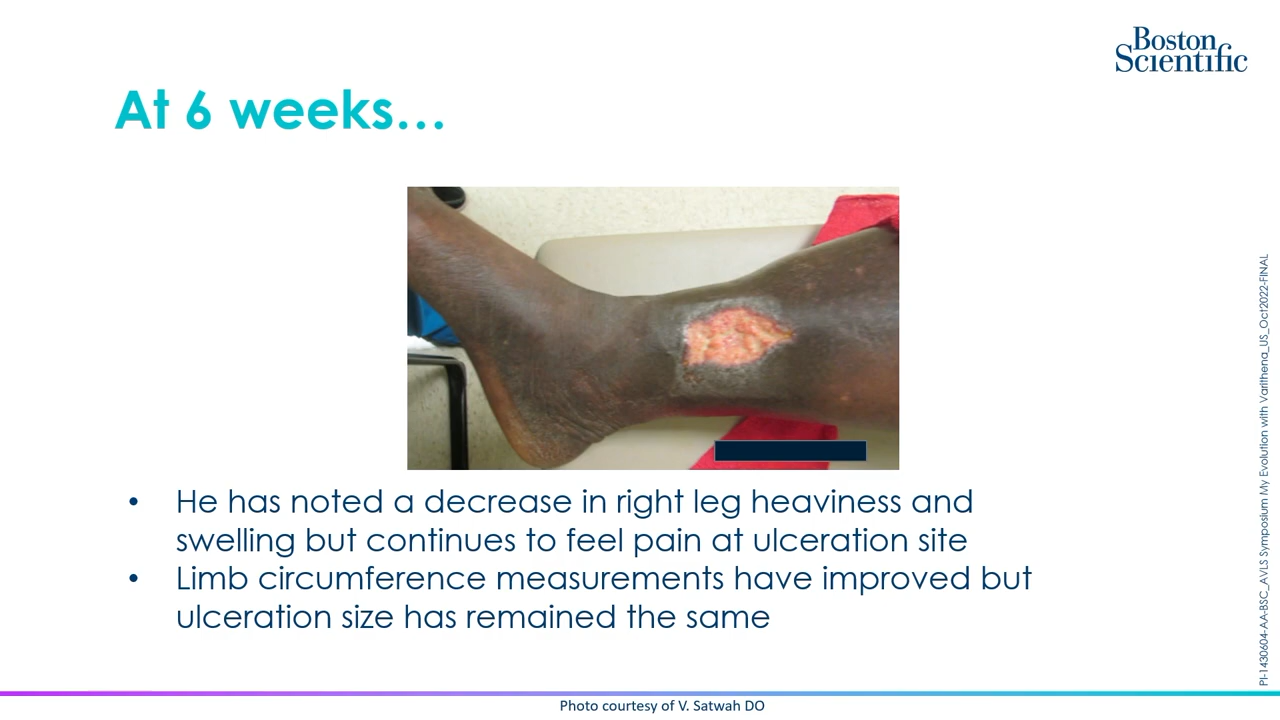 Boston
Scientific
At 6 weeks…
• He has noted a decrease in right leg heaviness and
swelling but continues to feel pain at ulceration site
• Limb circumference measurements have improved but
ulceration size has remained the same
Photo courtesy of V. Satwah DO
PI-1430604-AA-BSC_AVLS Symposium My Evolution with Varithena_US_Oct2022-FINAL